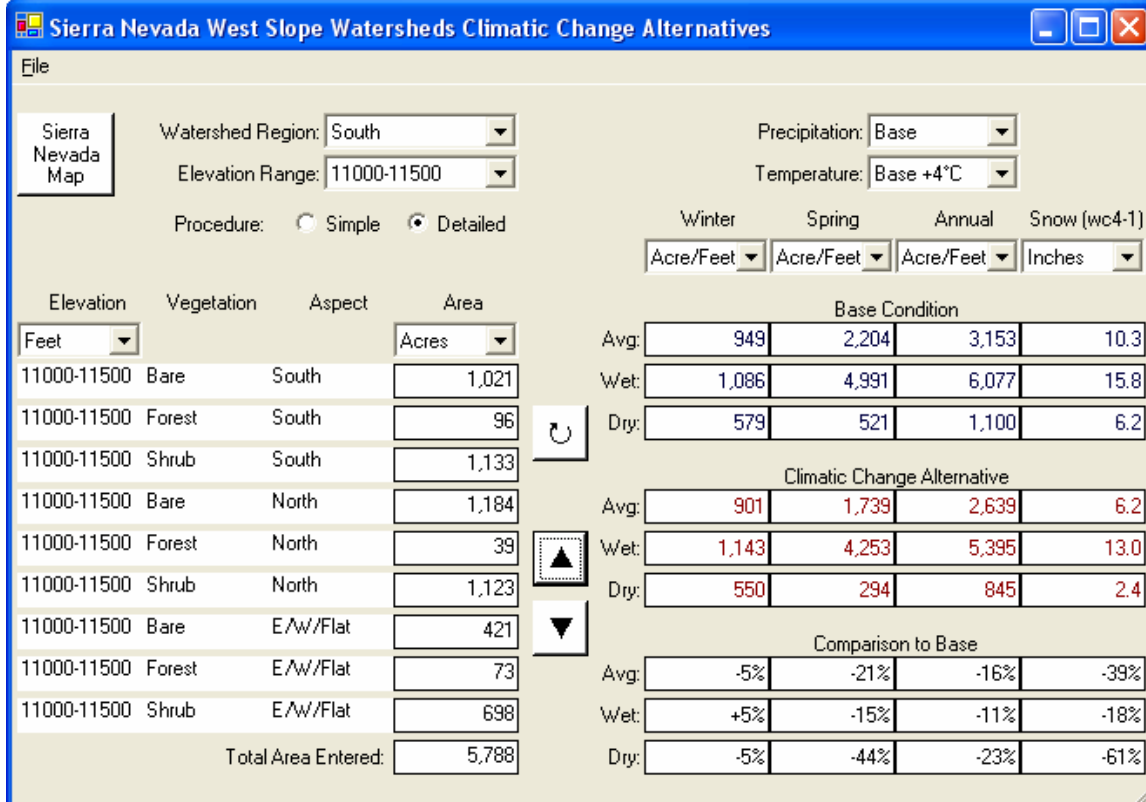 Sierra Nevada West Slope Watersheds Climatic Change Alternatives
File
Sierra
Nevada
Map
Watershed Region: South
Elevation Range: 11000-11500
Procedure: Simple Detailed
Precipitation: Base
Temperature: Base +4°C
Winter Spring Annual Snow (wc4-1)
Acre/Feet Acre/Feet Acre/Feet Inches
Elevation Vegetation Aspect Area
Feet Acres
11000-11500 Bare South 1,021
11000-11500 Forest South 96
11000-11500 Shrub South 1,133
11000-11500 Bare North 1,184
11000-11500 Forest North 39
11000-11500 Shrub North 1,123
11000-11500 Bare E/W/Flat 421
11000-11500 Forest E/W/Flat 73
11000-11500 Shrub E/W/Flat 698
Total Area Entered: 5,788
Base Condition
Avg: 949 2,204 3,153 10.3
Wet: 1,086 4,991 6,077 15.8
Dry: 579 521 1,100 6.2
Climatic Change Alternative
Avg: 901 1,739 2,639 6.2
Wet: 1,143 4,253 5,395 13.0
Dry: 550 294 845 2.4
Comparison to Base
Avg: -5% -21% -16% -39%
Wet: +5% -15% -11% -18%
Dry: -5% -44% -23% -61%